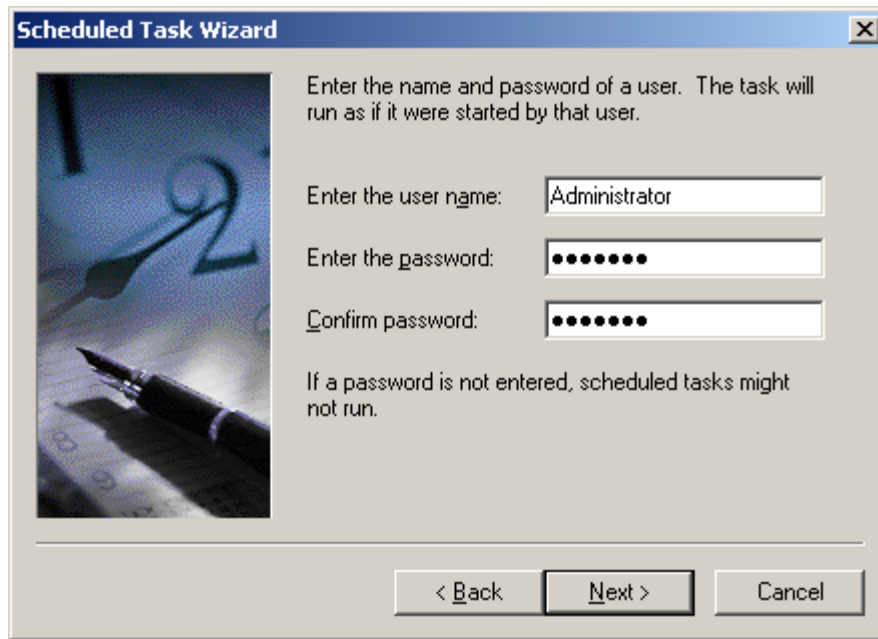 Scheduled Task Wizard
Enter the name and password of a user. The task will
run as if it were started by that user.
Enter the user name:
Administrator
Enter the password:
●●●●●●●
Confirm password:
●●●●●●●
If a password is not entered, scheduled tasks might
not run.
2
< Back
Next >
Cancel